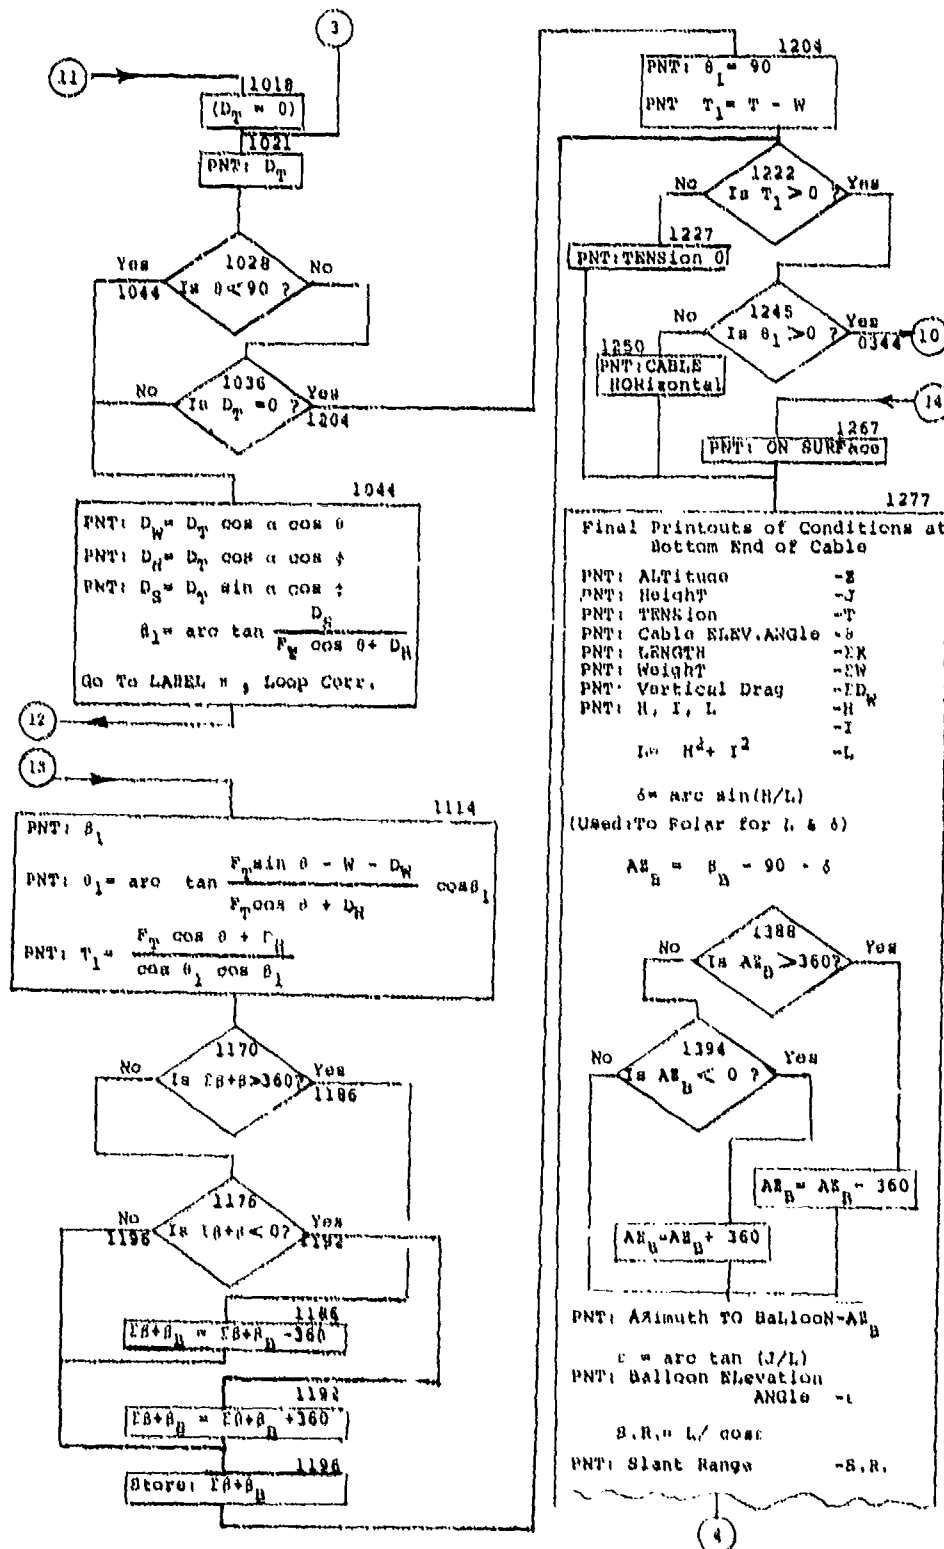 3
11
1018
(D_T = 0)
1021
PNT: D_T
Yes
1028
No
1044
Is θ < 90 ?
1036
No
Is D_T = 0 ?
Yes
1204
1044
PNT: D_W = D_T cos α cos θ
PNT: D_H = D_T cos α cos ϕ
PNT: D_S = D_T sin α cos
D_S
β_1 = arc tan
F_T cos θ + D_H
Go To LABEL , Loop Corr.
12
13
1114
PNT: β_1
PNT: θ_1 = arc tan
F_T sin θ - W - D_W
cosβ_1
F_T cos θ + D_H
PNT: T_1 =
F_T cos θ + D_H
cos θ_1 cos β_1
1170
No
Is Σβ+β>360?
Yes
1186
1176
No
Is Σβ+β<0?
Yes
1196
1192
1186
Σβ+β_B = Σβ+β_B -360
1192
Σβ+β_B = Σβ+β_B +360
1196
Store: Σβ+β_B
1204
PNT: θ_1 = 90
PNT T_1 = T - W
1222
No
Is T_1 > 0 ?
Yes
1227
PNT:TENSion 0
1245
No
Is θ_1 >0 ?
Yes
0344
10
1250
PNT:CABLE
HORizontal
14
1267
PNT: ON SURFace
1277
Final Printouts of Conditions at
Bottom End of Cable
PNT: ALTitude -Z
PNT: HeighT -J
PNT: TENSion -T
PNT: Cable ELEV.ANGle -θ
PNT: LENGTH -ΣK
PNT: WeighT -ΣW
PNT: Vertical Drag -ΣD_W
PNT: H, I, L -H
-I
L= H²+ I² -L
δ= arc sin(H/L)
(Used:To Polar for L & δ)
AZ_B = β_B - 90 - δ
1388
No
Is AZ_B >360?
Yes
1394
No
Is AZ_B < 0 ?
Yes
AZ_B = AZ_B - 360
AZ_B=AZ_B + 360
PNT: AZimuth TO BaLlooN-AZ_B
ε = arc tan (J/L)
PNT: Balloon ELevation
ANGle -ε
S.R.= L/ cosε
PNT: Slant Range -S.R.
4